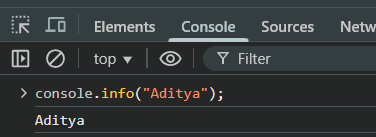 Elements Console Sources Netw
top Filter
console.info("Aditya");
Aditya